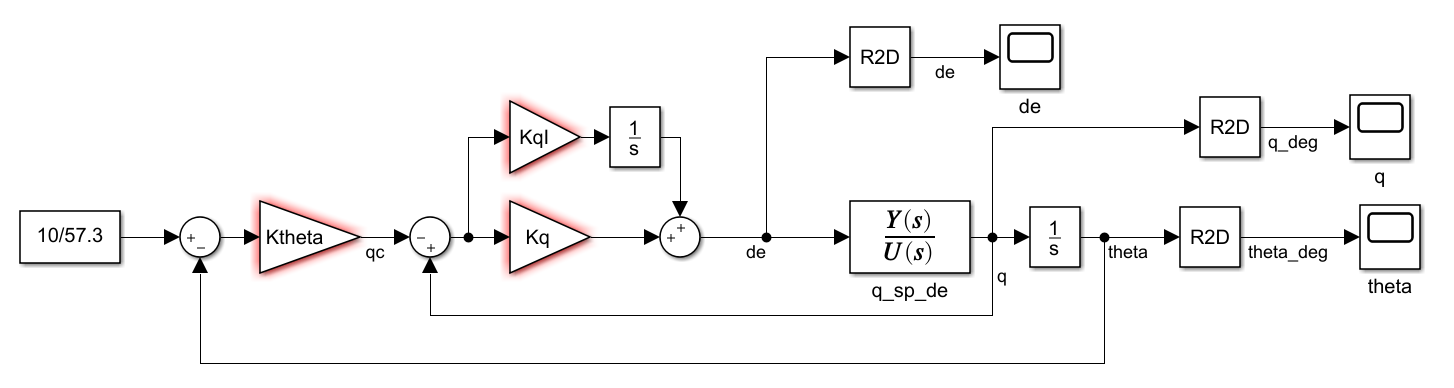 R2D
de
de
R2D
q_deg
q
KqI
1
s
10/57.3
+
−
Ktheta
qc
−
+
Kq
+
+
de
Y(s)
U(s)
q_sp_de
q
1
s
theta
R2D
theta_deg
theta